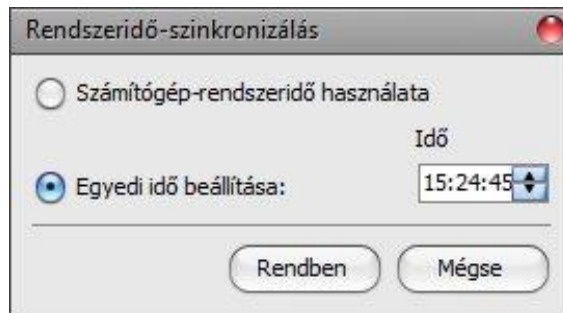 Rendszeridő-szinkronizálás
Számítógép-rendszeridő használata
Idő
Egyedi idő beállítása: 15:24:45
Rendben Mégse